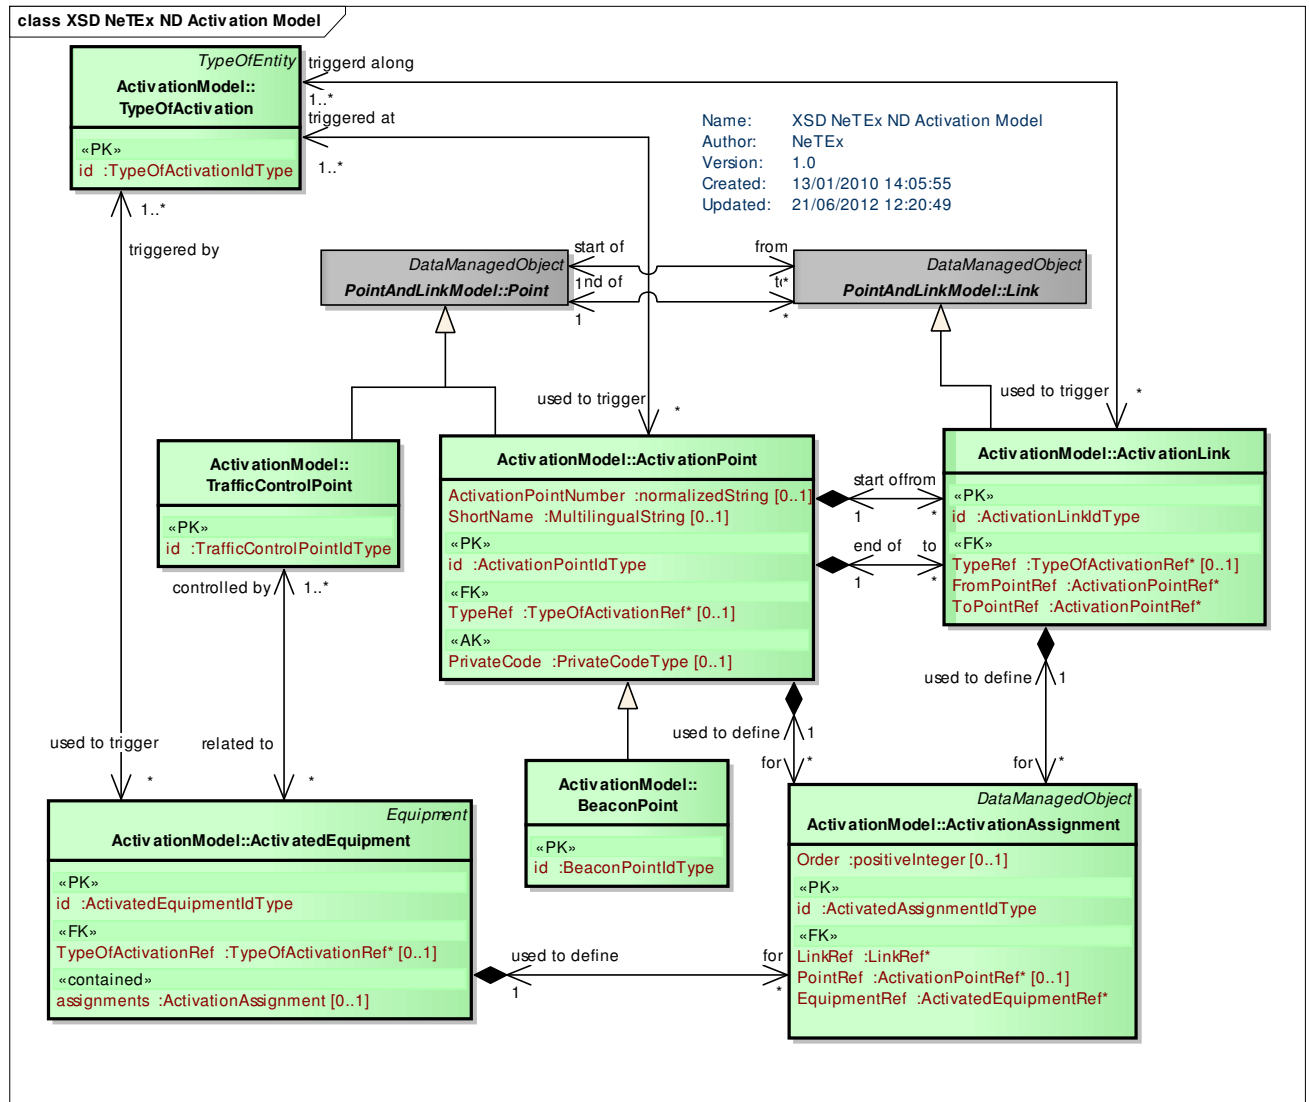 class XSD NeTEx ND Activation Model
TypeOfEntity
ActivationModel::
TypeOfActivation
«PK»
id :TypeOfActivationIdType
triggerd along
1..*
triggered at
1..*
1..*
triggered by
Name: XSD NeTEx ND Activation Model
Author: NeTEx
Version: 1.0
Created: 13/01/2010 14:05:55
Updated: 21/06/2012 12:20:49
DataManagedObject
PointAndLinkModel::Point
start of
from
1
nd of
to
*
1
*
DataManagedObject
PointAndLinkModel::Link
used to trigger
*
used to trigger
*
ActivationModel::
TrafficControlPoint
«PK»
id :TrafficControlPointIdType
controlled by
1..*
ActivationModel::ActivationPoint
ActivationPointNumber :normalizedString [0..1]
ShortName :MultilingualString [0..1]
«PK»
id :ActivationPointIdType
«FK»
TypeRef :TypeOfActivationRef* [0..1]
«AK»
PrivateCode :PrivateCodeType [0..1]
start of
from
1
*
end of
to
1
*
ActivationModel::ActivationLink
«PK»
id :ActivationLinkIdType
«FK»
TypeRef :TypeOfActivationRef* [0..1]
FromPointRef :ActivationPointRef*
ToPointRef :ActivationPointRef*
used to define
1
used to define
1
for
*
for
*
used to trigger
*
related to
*
ActivationModel::
BeaconPoint
«PK»
id :BeaconPointIdType
Equipment
ActivationModel::ActivatedEquipment
«PK»
id :ActivatedEquipmentIdType
«FK»
TypeOfActivationRef :TypeOfActivationRef* [0..1]
«contained»
assignments :ActivationAssignment [0..1]
used to define
1
for
*
DataManagedObject
ActivationModel::ActivationAssignment
Order :positiveInteger [0..1]
«PK»
id :ActivatedAssignmentIdType
«FK»
LinkRef :LinkRef*
PointRef :ActivationPointRef* [0..1]
EquipmentRef :ActivatedEquipmentRef*